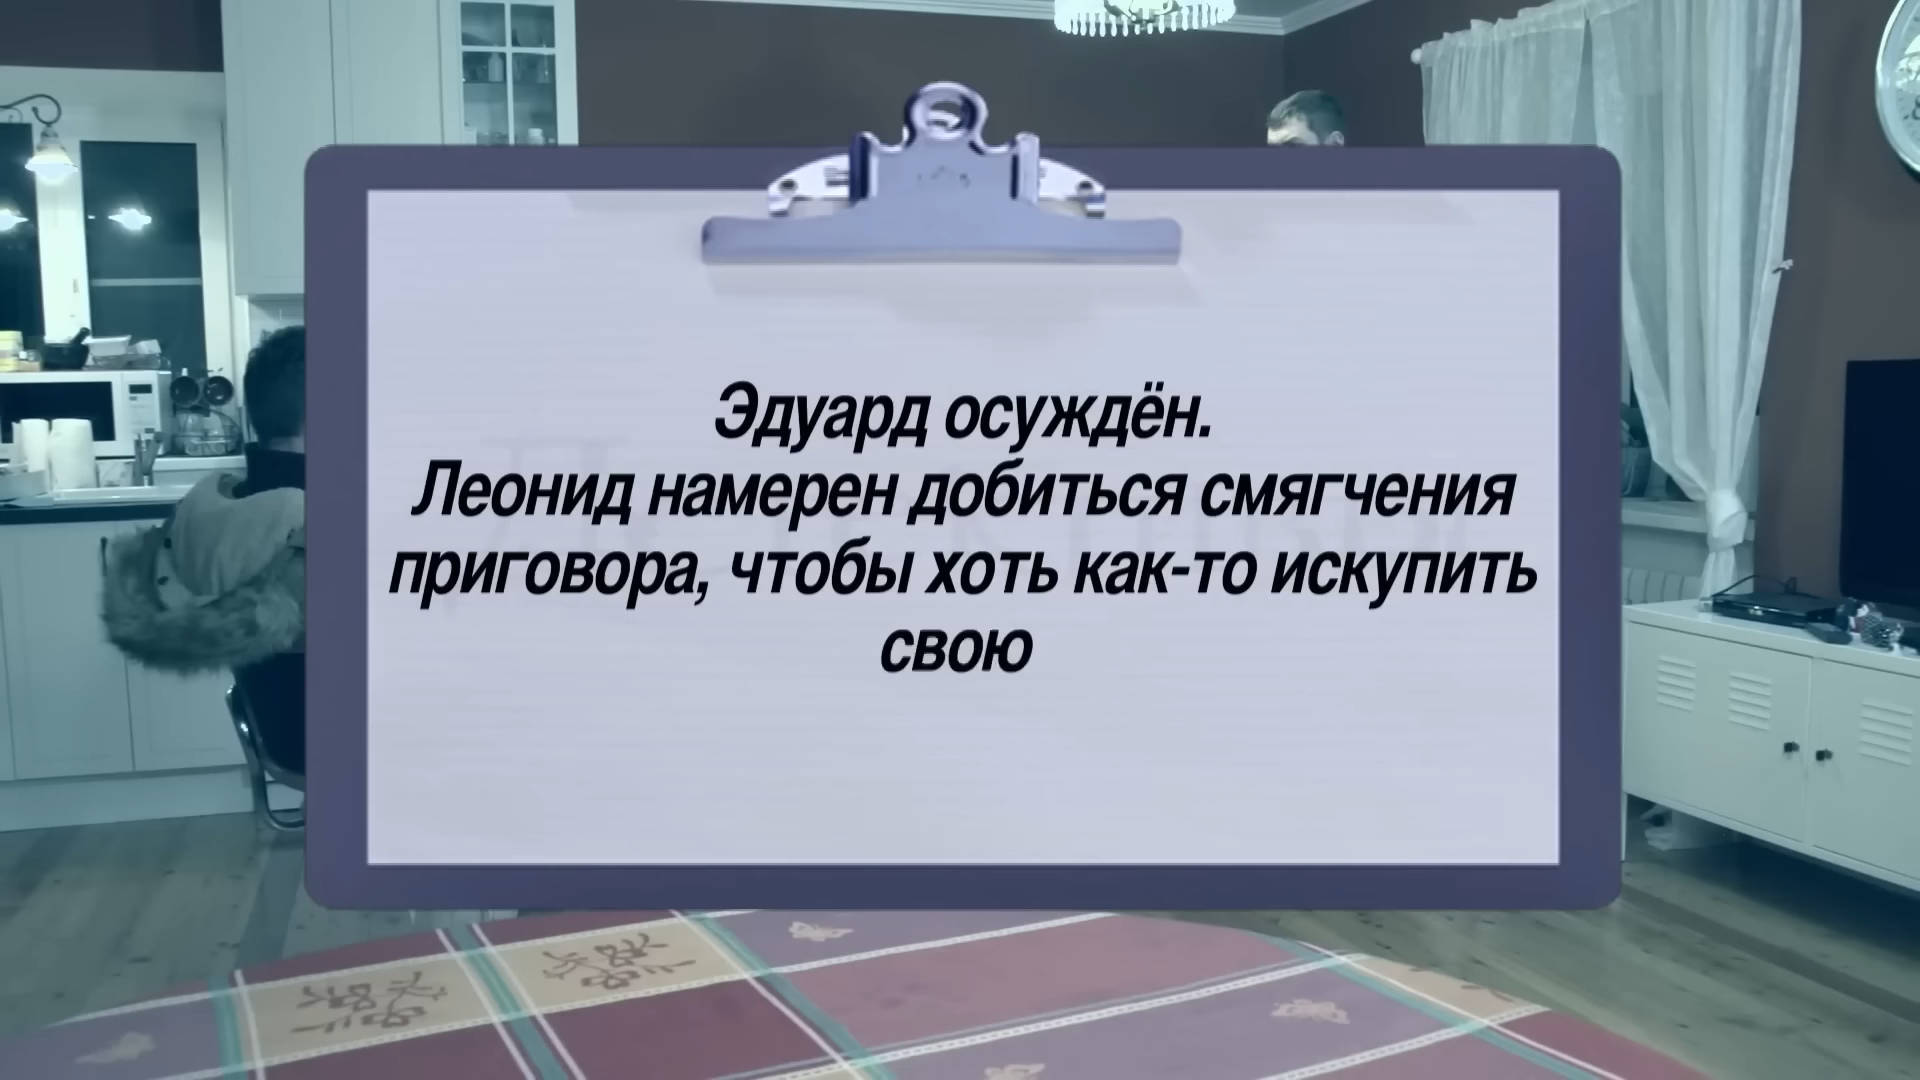 Эдуард осуждён.
Леонид намерен добиться смягчения
приговора, чтобы хоть как-то искупить
свою